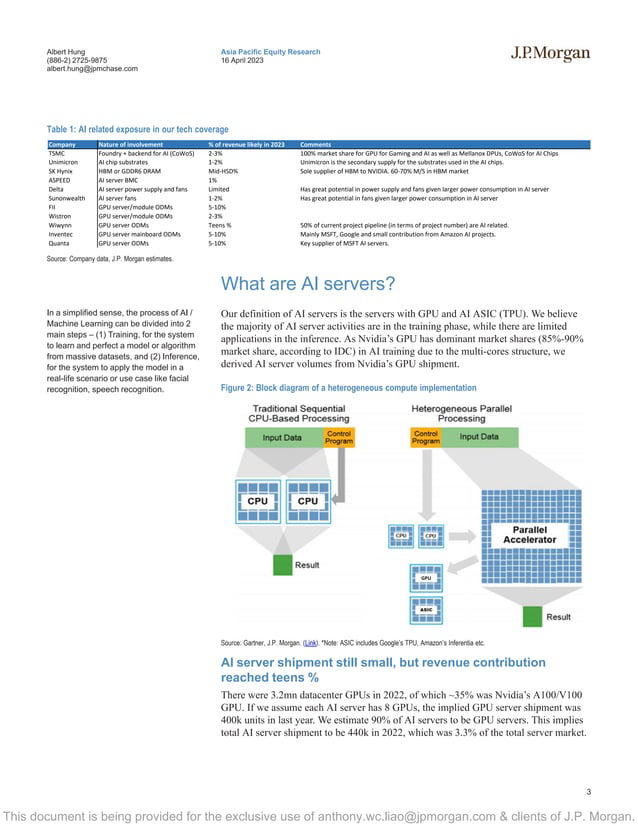 Albert Hung
(886-2) 2725-9875
albert.hung@jpmchase.com
Asia Pacific Equity Research
16 April 2023
J.P.Morgan
Table 1: AI related exposure in our tech coverage
Company Nature of involvement % of revenue likely in 2023 Comments
TSMC Foundry + backend for AI (CoWoS) 2-3% 100% market share for GPU for Gaming and AI as well as Mellanox DPUs, CoWoS for AI Chips
Unimicron AI chip substrates 1-2% Unimicron is the secondary supply for the substrates used in the AI chips.
SK Hynix HBM or GDDR6 DRAM Mid-HSD% Sole supplier of HBM to NVIDIA. 60-70% M/S in HBM market
ASPEED AI server BMC 1%
Delta AI server power supply and fans Limited Has great potential in power supply and fans given larger power consumption in AI server
Sunonwealth AI server fans 1-2% Has great potential in fans given larger power consumption in AI server
FII GPU server/module ODMs 5-10%
Wistron GPU server/module ODMs 2-3%
Wiwynn GPU server ODMs Teens % 50% of current project pipeline (in terms of project number) are AI related.
Inventec GPU server mainboard ODMs 5-10% Mainly MSFT, Google and small contribution from Amazon AI projects.
Quanta GPU server ODMs 5-10% Key supplier of MSFT AI servers.
Source: Company data, J.P. Morgan estimates.
What are AI servers?
In a simplified sense, the process of AI /
Machine Learning can be divided into 2
main steps – (1) Training, for the system
to learn and perfect a model or algorithm
from massive datasets, and (2) Inference,
for the system to apply the model in a
real-life scenario or use case like facial
recognition, speech recognition.
Our definition of AI servers is the servers with GPU and AI ASIC (TPU). We believe
the majority of AI server activities are in the training phase, while there are limited
applications in the inference. As Nvidia's GPU has dominant market shares (85%-90%
market share, according to IDC) in AI training due to the multi-cores structure, we
derived AI server volumes from Nvidia's GPU shipment.
Figure 2: Block diagram of a heterogeneous compute implementation
Traditional Sequential
CPU-Based Processing
Input Data
Control
Program
CPU
CPU
Result
Heterogeneous Parallel
Processing
Control
Program
Input Data
CPU
CPU
Parallel
Accelerator
GPU
ASIC
Result
Source: Gartner, J.P. Morgan. (Link). *Note: ASIC includes Google's TPU, Amazon's Inferentia etc.
AI server shipment still small, but revenue contribution
reached teens %
There were 3.2mn datacenter GPUs in 2022, of which ~35% was Nvidia's A100/V100
GPU. If we assume each AI server has 8 GPUs, the implied GPU server shipment was
400k units in last year. We estimate 90% of AI servers to be GPU servers. This implies
total AI server shipment to be 440k in 2022, which was 3.3% of the total server market.
3
This document is being provided for the exclusive use of anthony.wc.liao@jpmorgan.com & clients of J.P. Morgan.